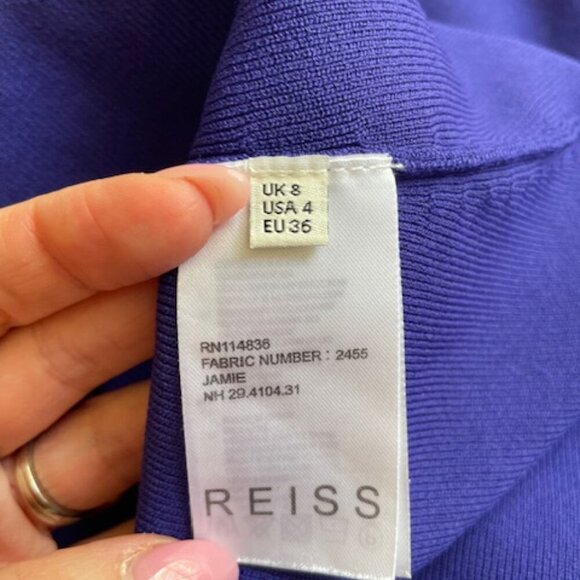 UK 8
USA 4
EU 36
RN114836
FABRIC NUMBER : 2455
JAMIE
NH 29.4104.31
REISS